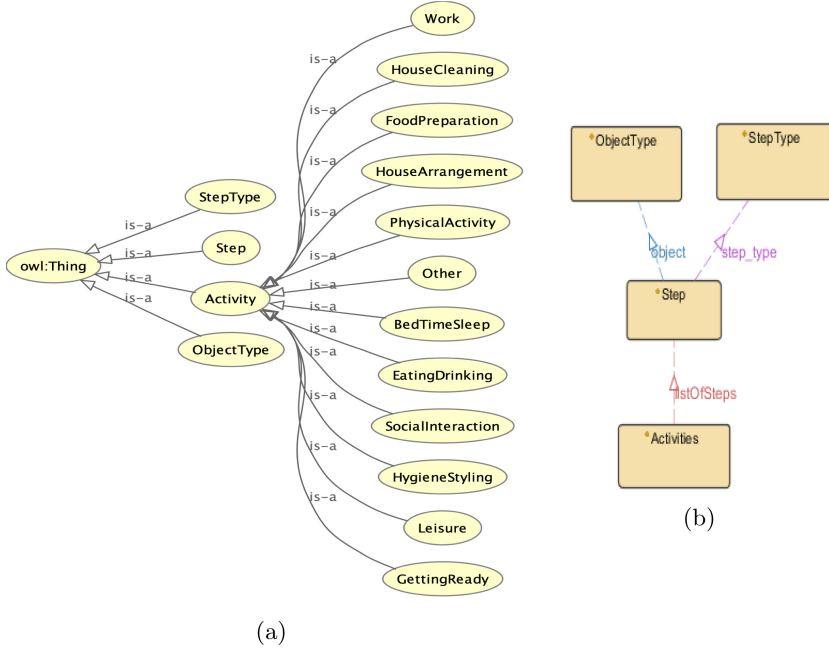 Work
is-a
HouseCleaning
is-a
FoodPreparation
is-a
HouseArrangement
is-a
PhysicalActivity
is-a
Other
is-a
BedTimeSleep
is-a
EatingDrinking
is-a
SocialInteraction
is-a
HygieneStyling
is-a
Leisure
is-a
GettingReady
StepType
is-a
Step
is-a
owl:Thing
is-a
Activity
is-a
ObjectType
(a)
ObjectType
StepType
object
step_type
Step
listOfSteps
Activities
(b)